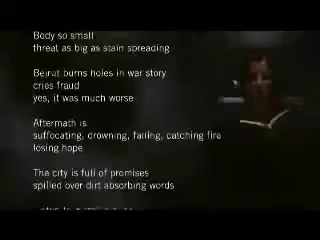 Body so small
threat as big as stain spreading
Beirut burns holes in war story
cries fraud
yes, it was much worse
Aftermath is
suffocating, drowning, falling, catching fire
losing hope
The city is full of promises
spilled over dirt absorbing words